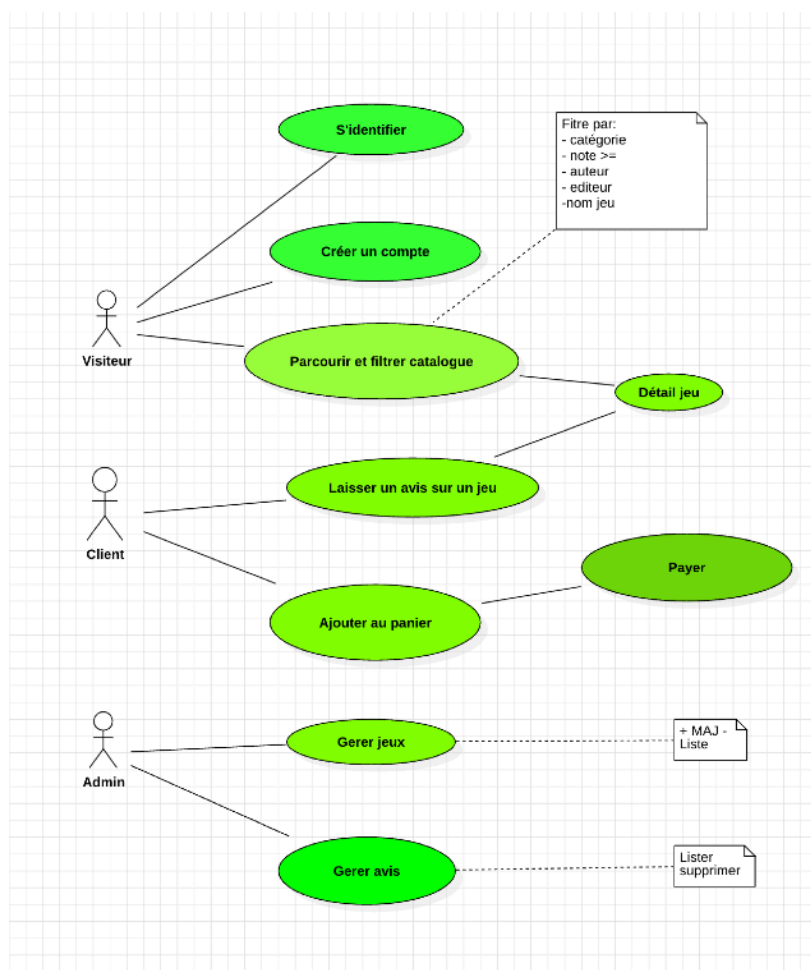 S'identifier
Fitre par:
- catégorie
- note >=
- auteur
- editeur
-nom jeu
Créer un compte
Visiteur
Parcourir et filtrer catalogue
Détail jeu
Laisser un avis sur un jeu
Client
Payer
Ajouter au panier
+ MAJ -
Liste
Gerer jeux
Admin
Lister
supprimer
Gerer avis